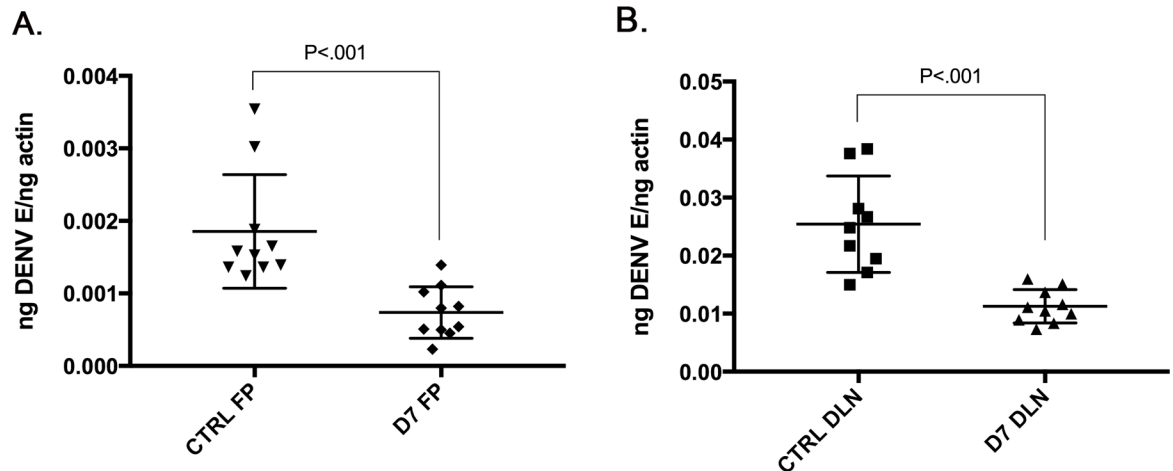 A.
P<.001
ng DENV E/ng actin
0.004
0.003
0.002
0.001
0.000
CTRL FP
D7 FP
B.
P<.001
ng DENV E/ng actin
0.05
0.04
0.03
0.02
0.01
0.00
CTRL DLN
D7 DLN